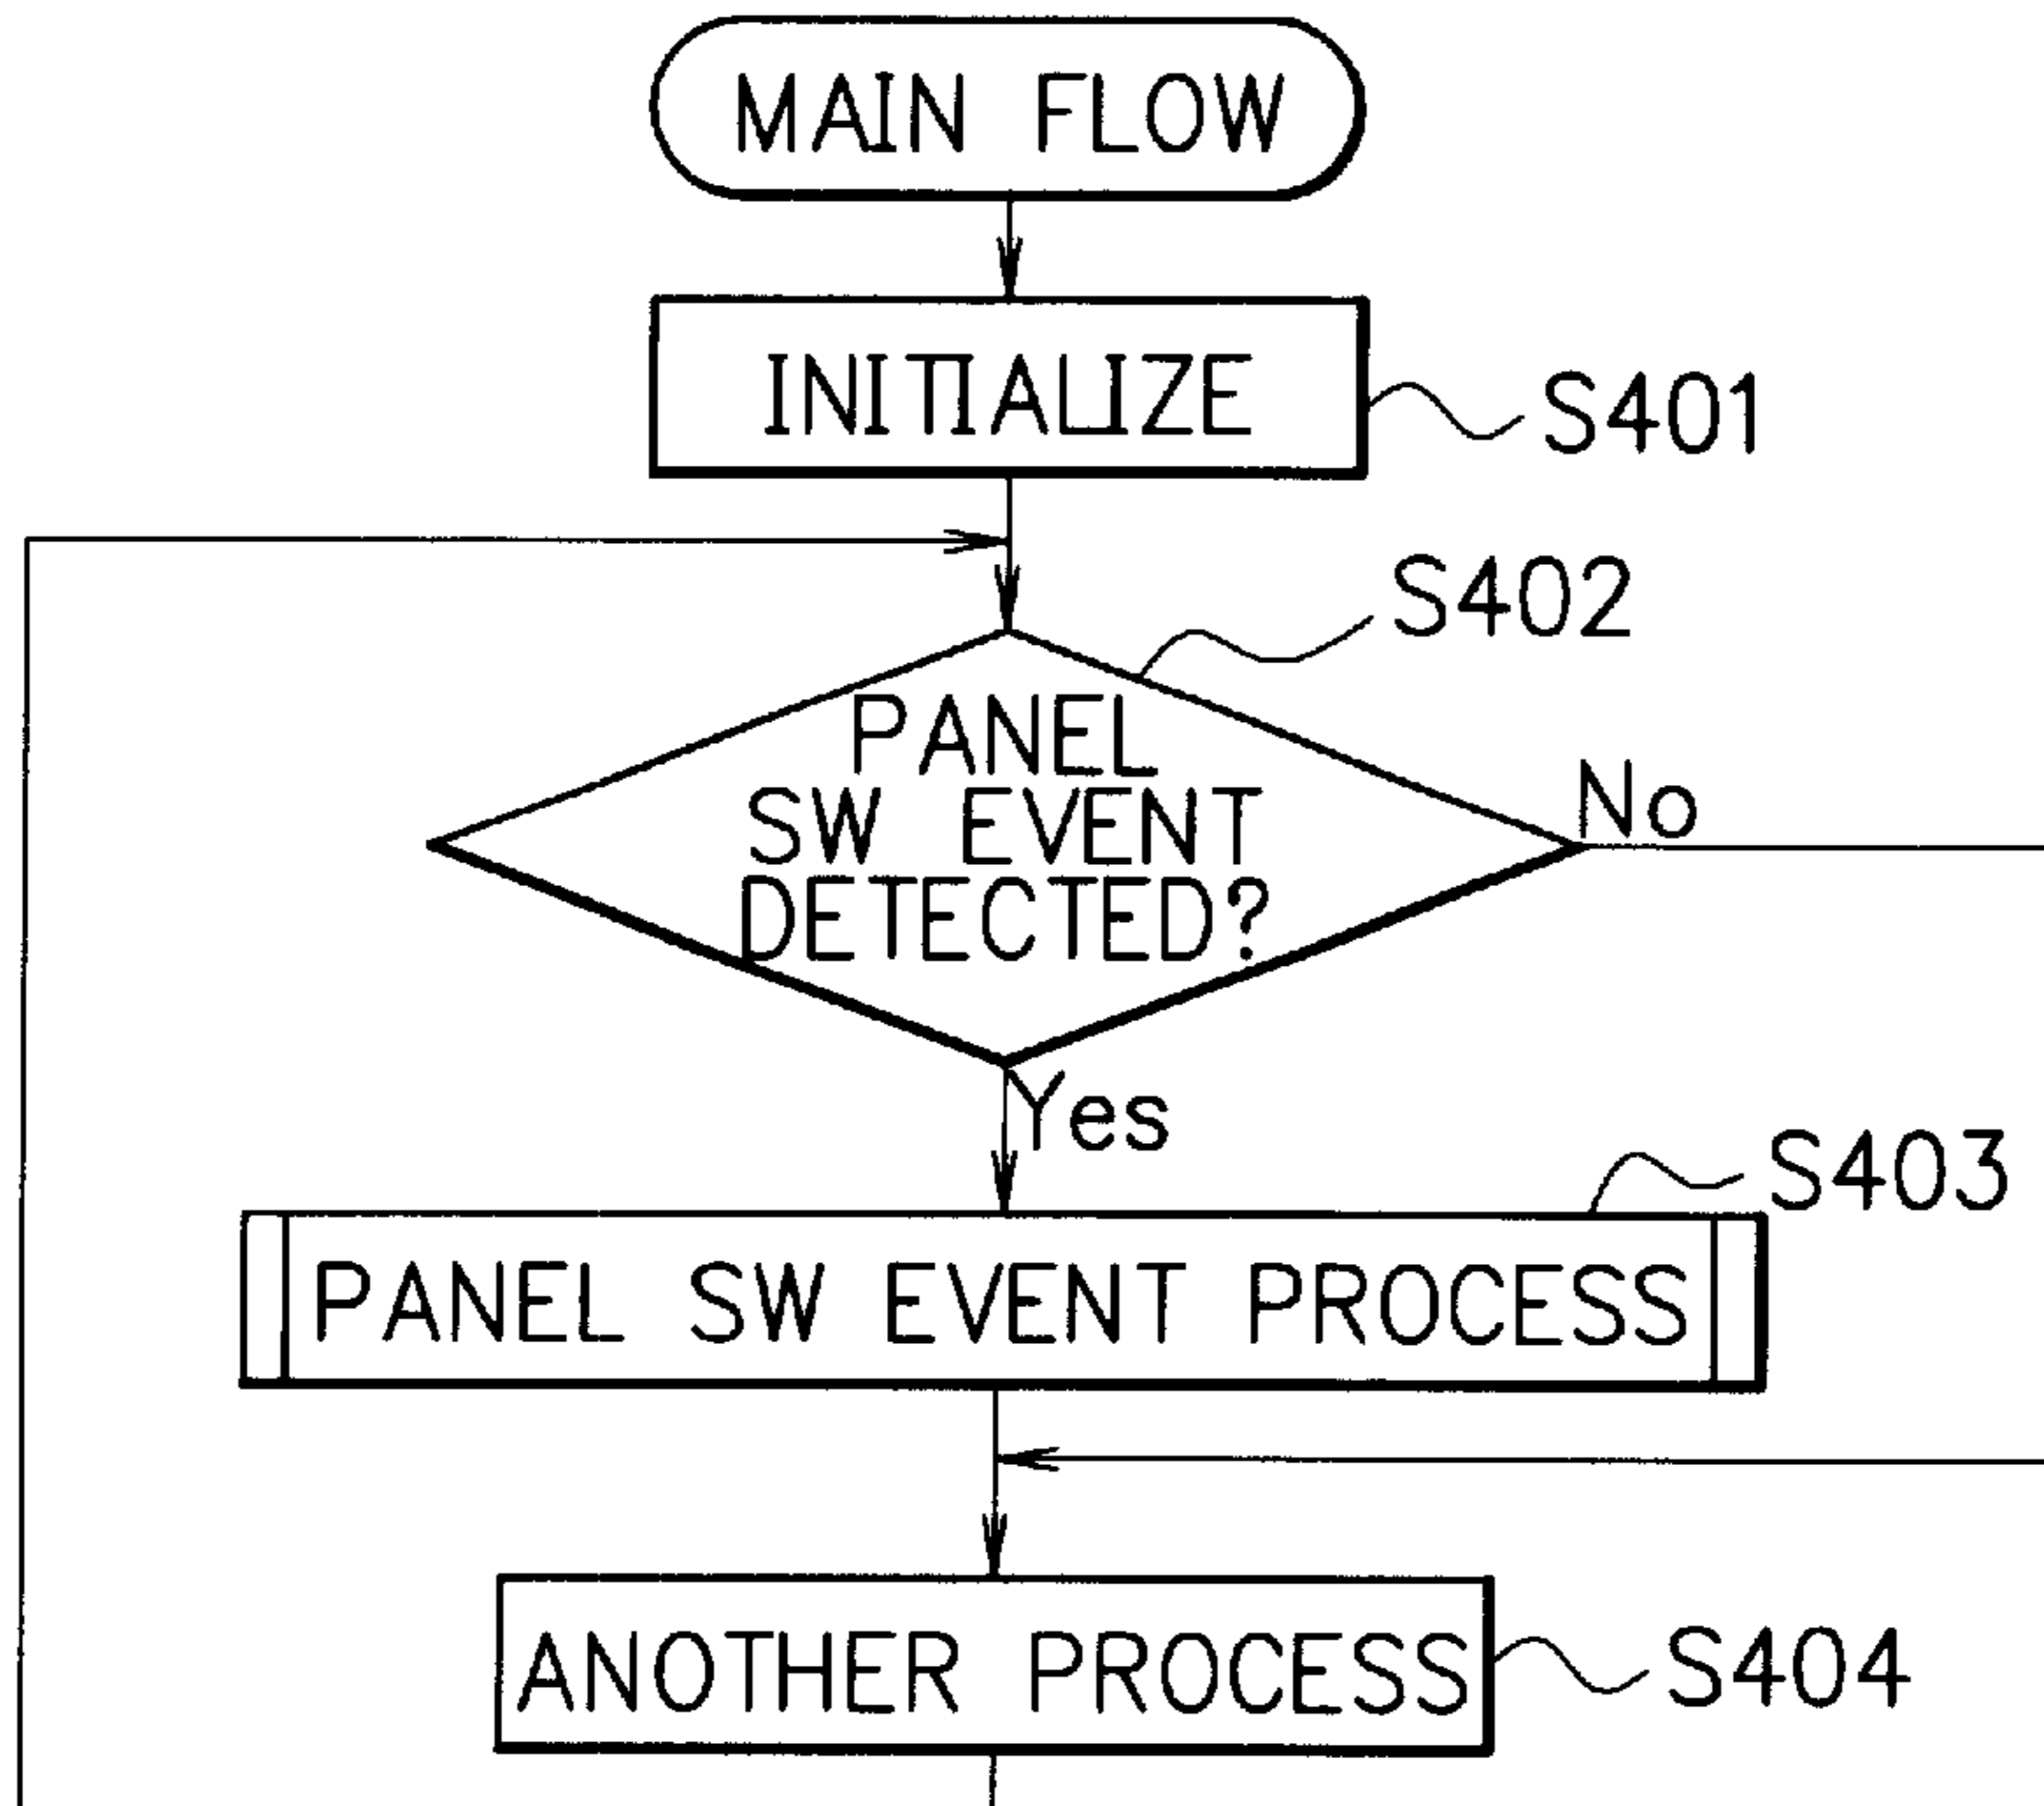 MAIN FLOW
INITIALIZE
S401
S402
PANEL
SW EVENT
DETECTED?
No
Yes
S403
PANEL SW EVENT PROCESS
ANOTHER PROCESS
S404